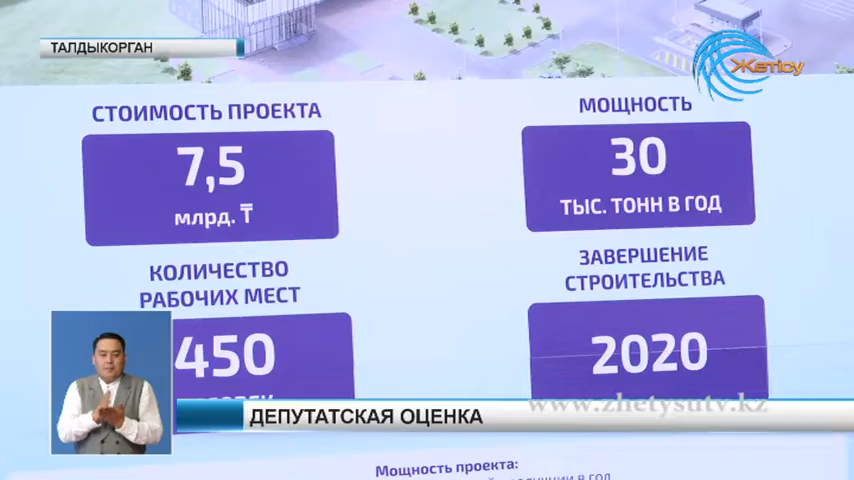 ТАЛДЫКОРГАН
Жетісу
СТОИМОСТЬ ПРОЕКТА
7,5
млрд. ₸
МОЩНОСТЬ
30
ТЫС. ТОНН В ГОД
КОЛИЧЕСТВО
РАБОЧИХ МЕСТ
450
ЗАВЕРШЕНИЕ
СТРОИТЕЛЬСТВА
2020
www.zhetysutv.kz
ДЕПУТАТСКАЯ ОЦЕНКА
Мощность проекта:
в год